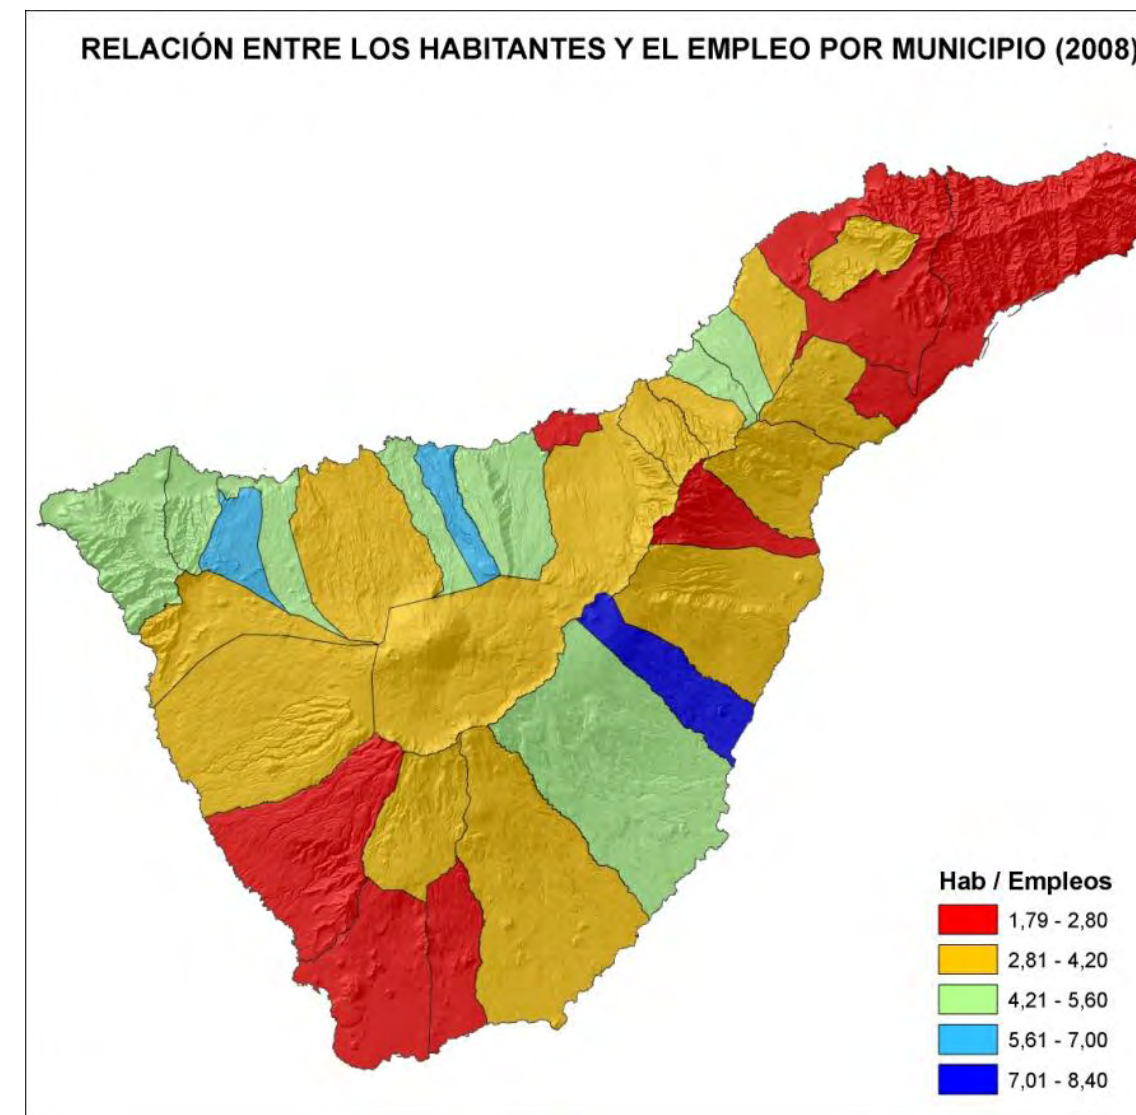 RELACIÓN ENTRE LOS HABITANTES Y EL EMPLEO POR MUNICIPIO (2008)
Hab / Empleos
1,79 - 2,80
2,81 - 4,20
4,21 - 5,60
5,61 - 7,00
7,01 - 8,40